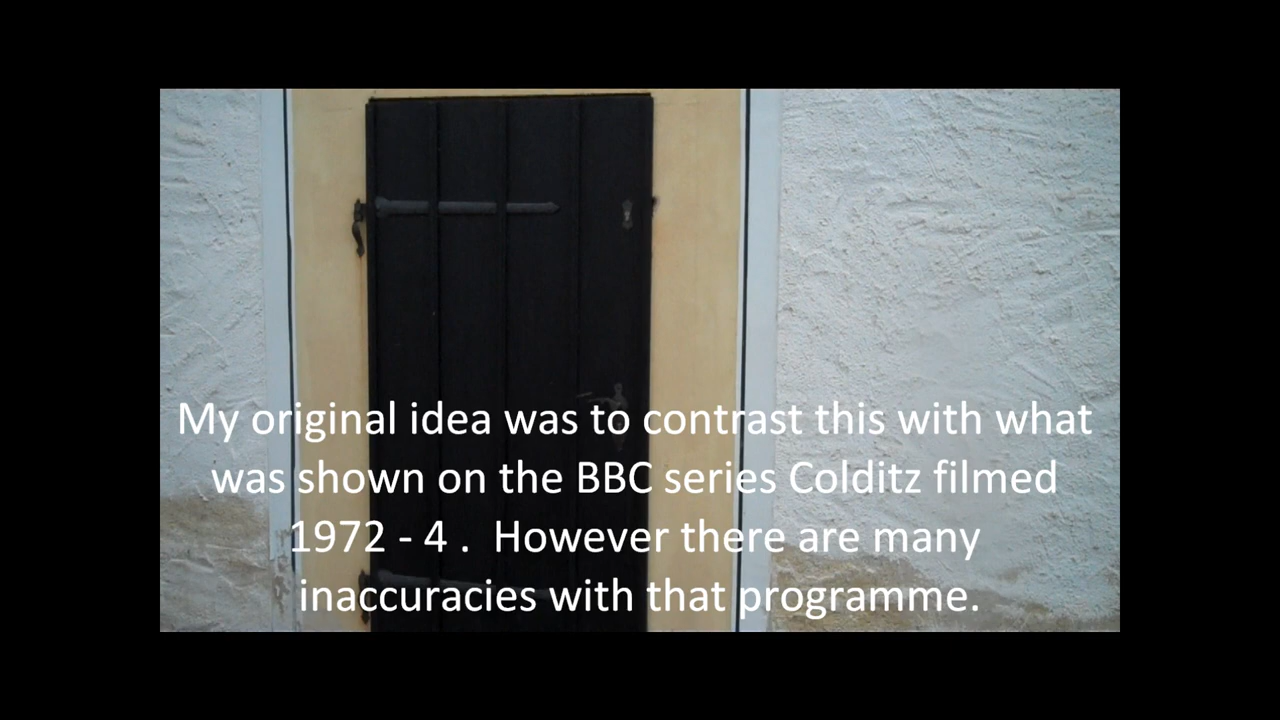 My original idea was to contrast this with what
was shown on the BBC series Colditz filmed
1972 - 4 .  However there are many
inaccuracies with that programme.